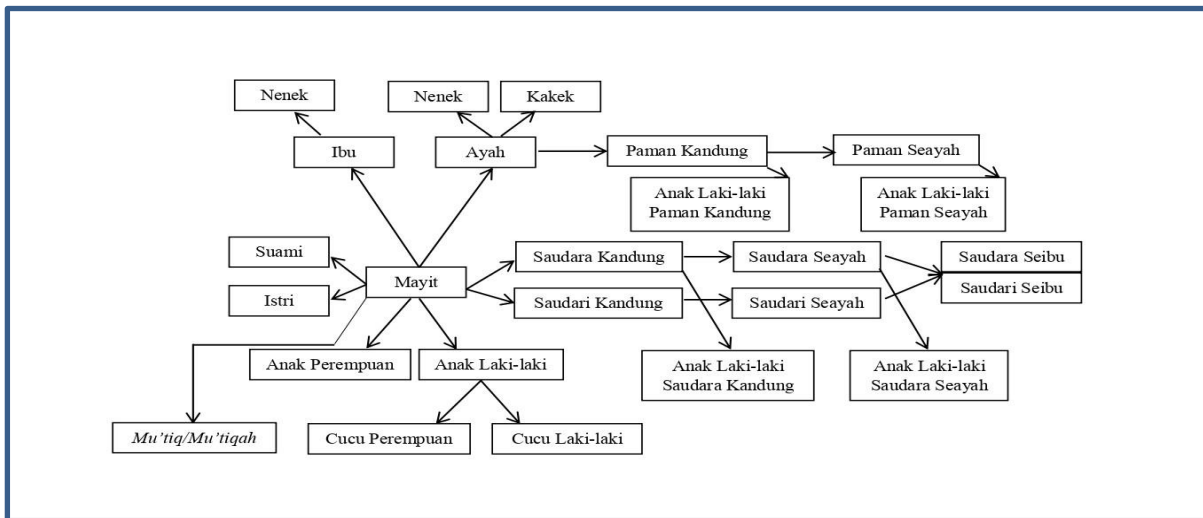 Nenek
Nenek
Kakek
Ibu
Ayah
Paman Kandung
Paman Seayah
Anak Laki-laki
Paman Kandung
Anak Laki-laki
Paman Seayah
Suami
Istri
Mayit
Saudara Kandung
Saudara Seayah
Saudara Seibu
Saudari Kandung
Saudari Seayah
Saudari Seibu
Anak Perempuan
Anak Laki-laki
Anak Laki-laki
Saudara Kandung
Anak Laki-laki
Saudara Seayah
Mu'tiq/Mu'tiqah
Cucu Perempuan
Cucu Laki-laki